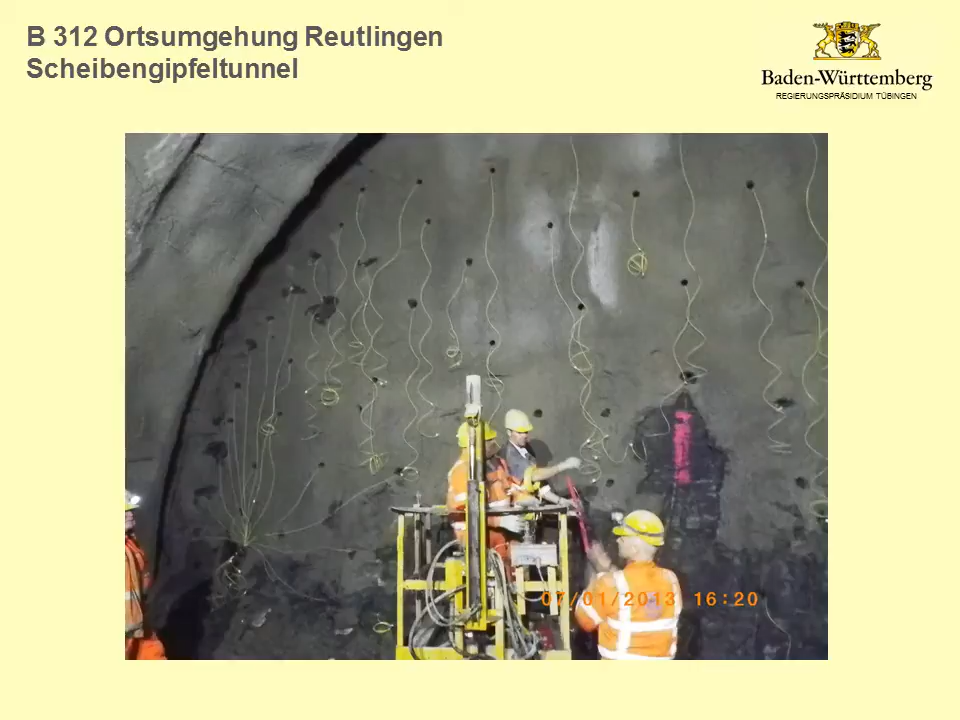 B 312 Ortsumgehung Reutlingen
Scheibengipfeltunnel
Baden-Württemberg
REGIERUNGSPRÄSIDIUM TÜBINGEN
07/01/2013 16:20